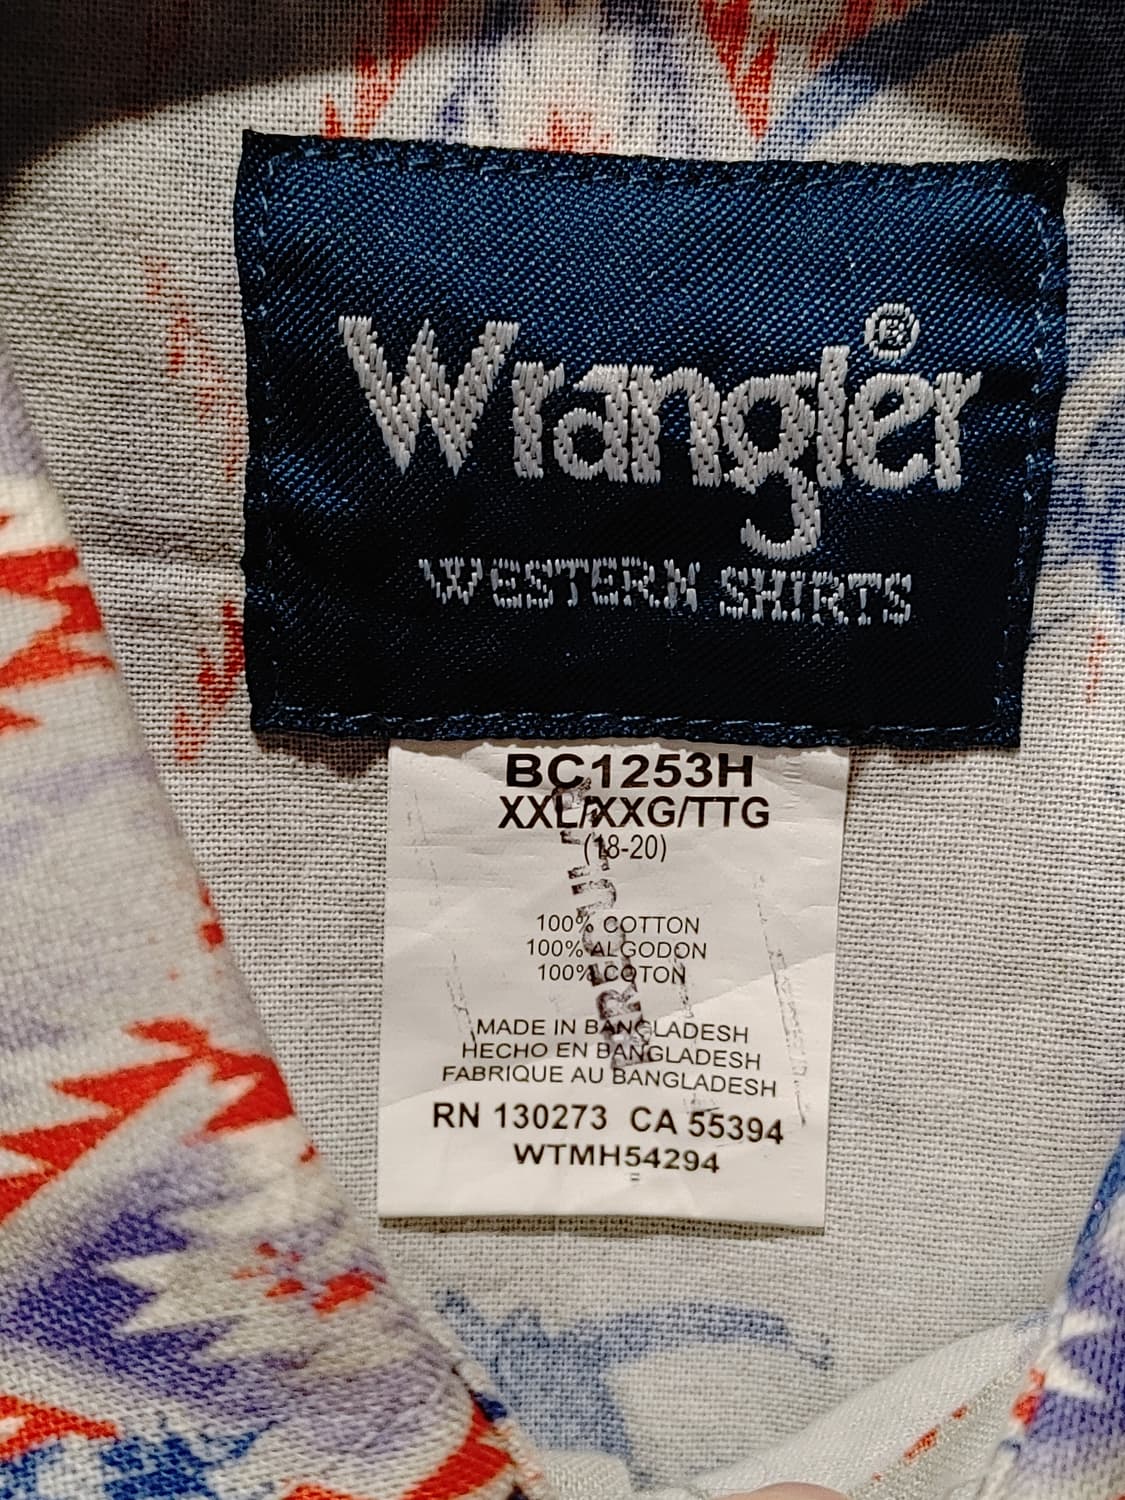 Wrangler®
WESTERN SHIRTS
BC1253H
XXL/XXG/TTG
(18-20)
100% COTTON
100% ALGODON
100% COTON
MADE IN BANGLADESH
HECHO EN BANGLADESH
FABRIQUE AU BANGLADESH
RN 130273 CA 55394
WTMH54294